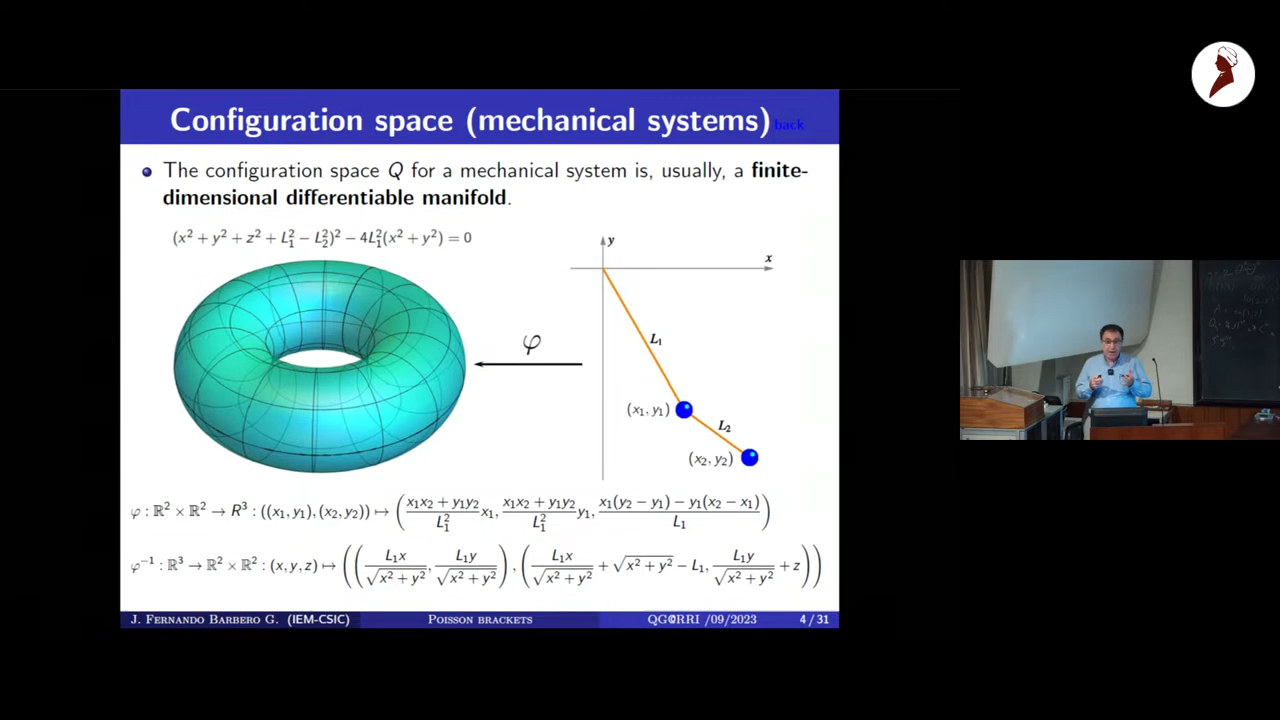 Configuration space (mechanical systems) back
The configuration space Q for a mechanical system is, usually, a finite-
dimensional differentiable manifold.
(x² + y² + z² + L₁² − L₂²)² − 4L₁²(x² + y²) = 0
y
x
φ
L₁
(x₁, y₁)
L₂
(x₂, y₂)
φ : ℝ² × ℝ² → R³ : ((x₁, y₁), (x₂, y₂)) ↦ ( (x₁x₂ + y₁y₂)/L₁² x₁, (x₁x₂ + y₁y₂)/L₁² y₁, (x₁(y₂ − y₁) − y₁(x₂ − x₁))/L₁ )
φ⁻¹ : ℝ³ → ℝ² × ℝ² : (x, y, z) ↦ ( ( L₁x/√(x² + y²), L₁y/√(x² + y²) ), ( L₁x/√(x² + y²) + √(x² + y²) − L₁, L₁y/√(x² + y²) + z ) )
J. Fernando Barbero G. (IEM-CSIC) Poisson brackets QG@RRI /09/2023 4 / 31